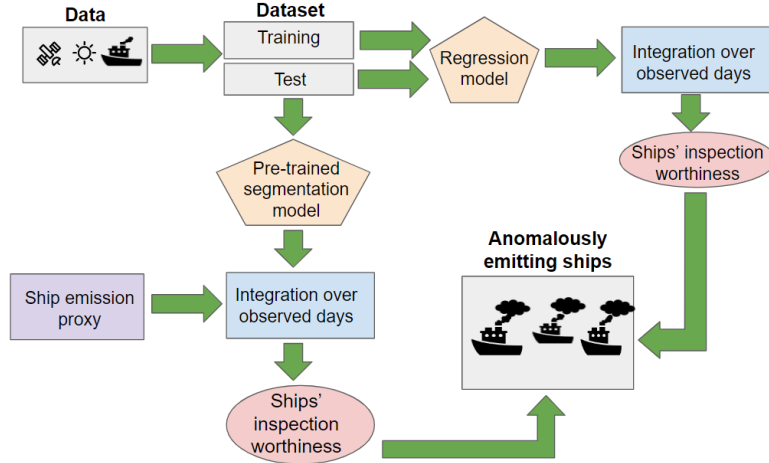 Data
Dataset
Training
Test
Regression
model
Integration over
observed days
Ships'
inspection
worthiness
Pre-trained
segmentation
model
Ship emission
proxy
Integration over
observed days
Ships' inspection
worthiness
Anomalously
emitting ships